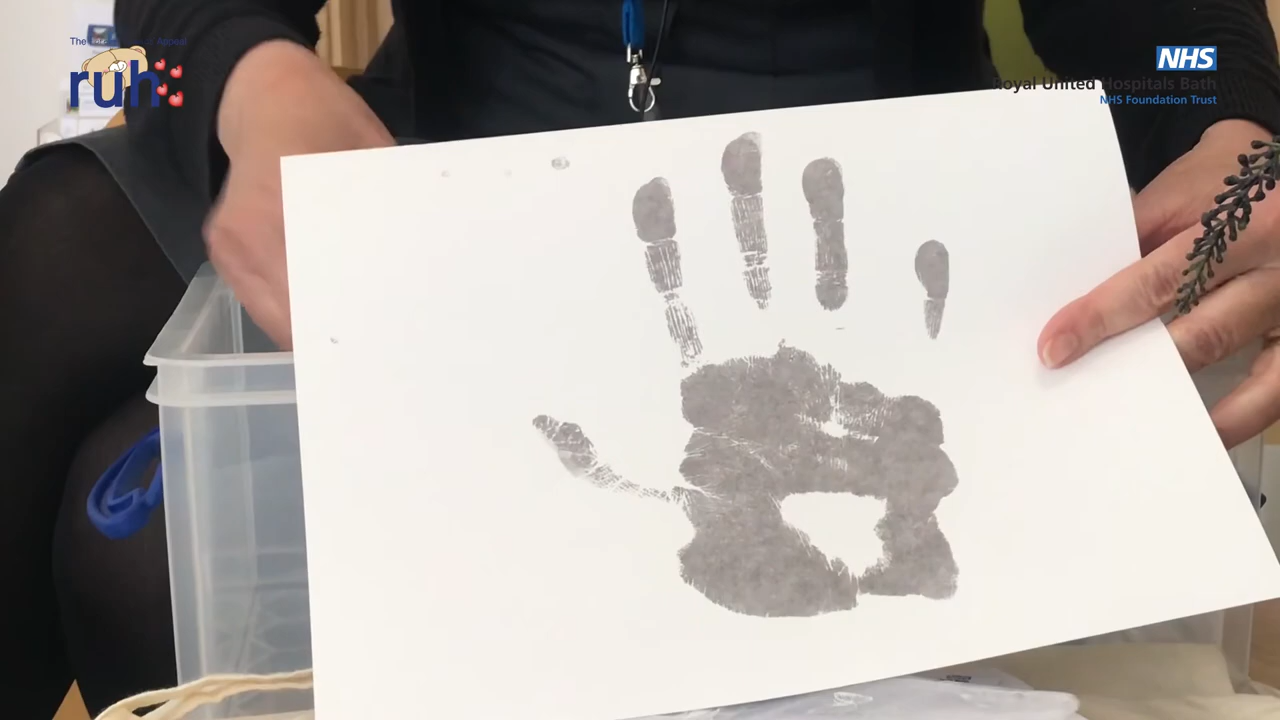 The Appeal
ruh
NHS
Royal United Hospitals Bath
NHS Foundation Trust